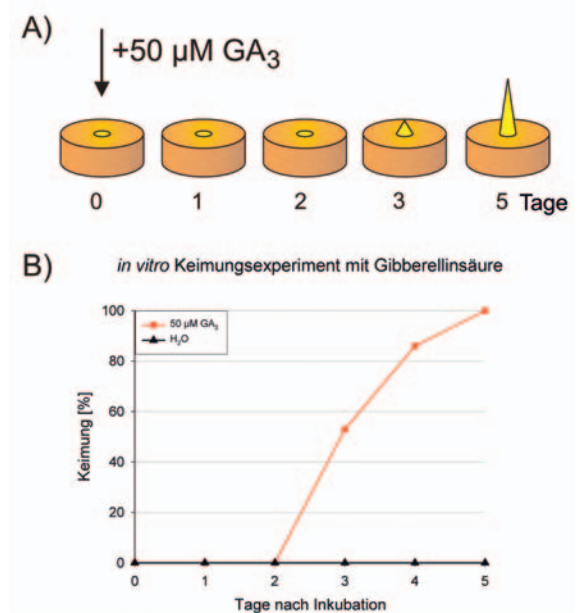 A)
+50 µM GA₃
0 1 2 3 5 Tage
B)
in vitro Keimungsexperiment mit Gibberellinsäure
100
80
60
40
20
0
Keimung [%]
50 µM GA₃
H₂O
0 1 2 3 4 5
Tage nach Inkubation